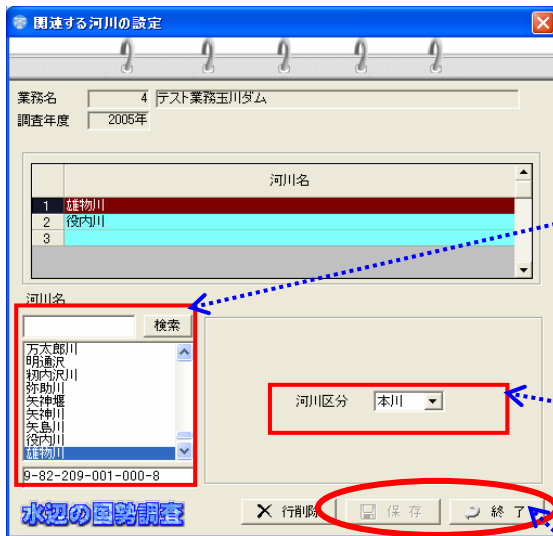 関連する河川の設定
業務名 4 テスト業務玉川ダム
調査年度 2005年
河川名
1 雄物川
2 役内川
3
河川名
検索
万太郎川
明通沢
籾内沢川
弥助川
矢神堰
矢神川
矢島川
役内川
雄物川
9-82-209-001-000-8
河川区分 本川
水辺の国勢調査
行削除 保存 終了